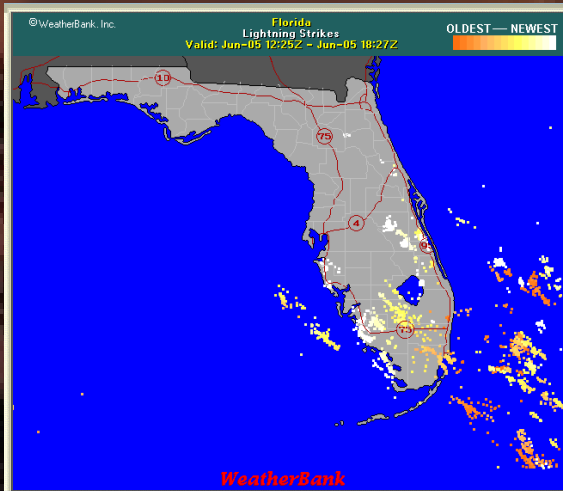 ©WeatherBank, Inc.
Florida
Lightning Strikes
Valid: Jun-05 12:25Z - Jun-05 18:27Z
OLDEST — NEWEST
10
75
4
95
75
WeatherBank